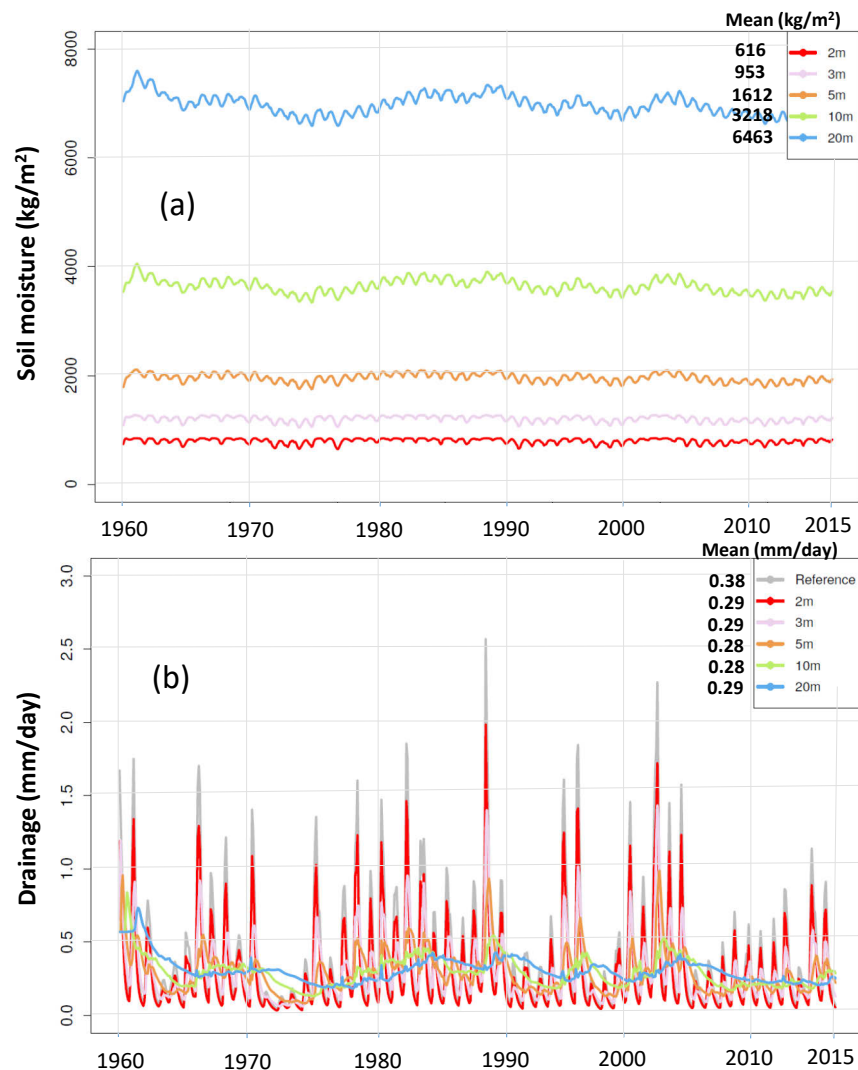 Mean (kg/m²)
616 2m
953 3m
1612 5m
3218 10m
6463 20m
8000
6000
4000
2000
0
Soil moisture (kg/m²)
(a)
1960 1970 1980 1990 2000 2010 2015
Mean (mm/day)
0.38 Reference
0.29 2m
0.29 3m
0.28 5m
0.28 10m
0.29 20m
3.0
2.5
2.0
1.5
1.0
0.5
0.0
Drainage (mm/day)
(b)
1960 1970 1980 1990 2000 2010 2015